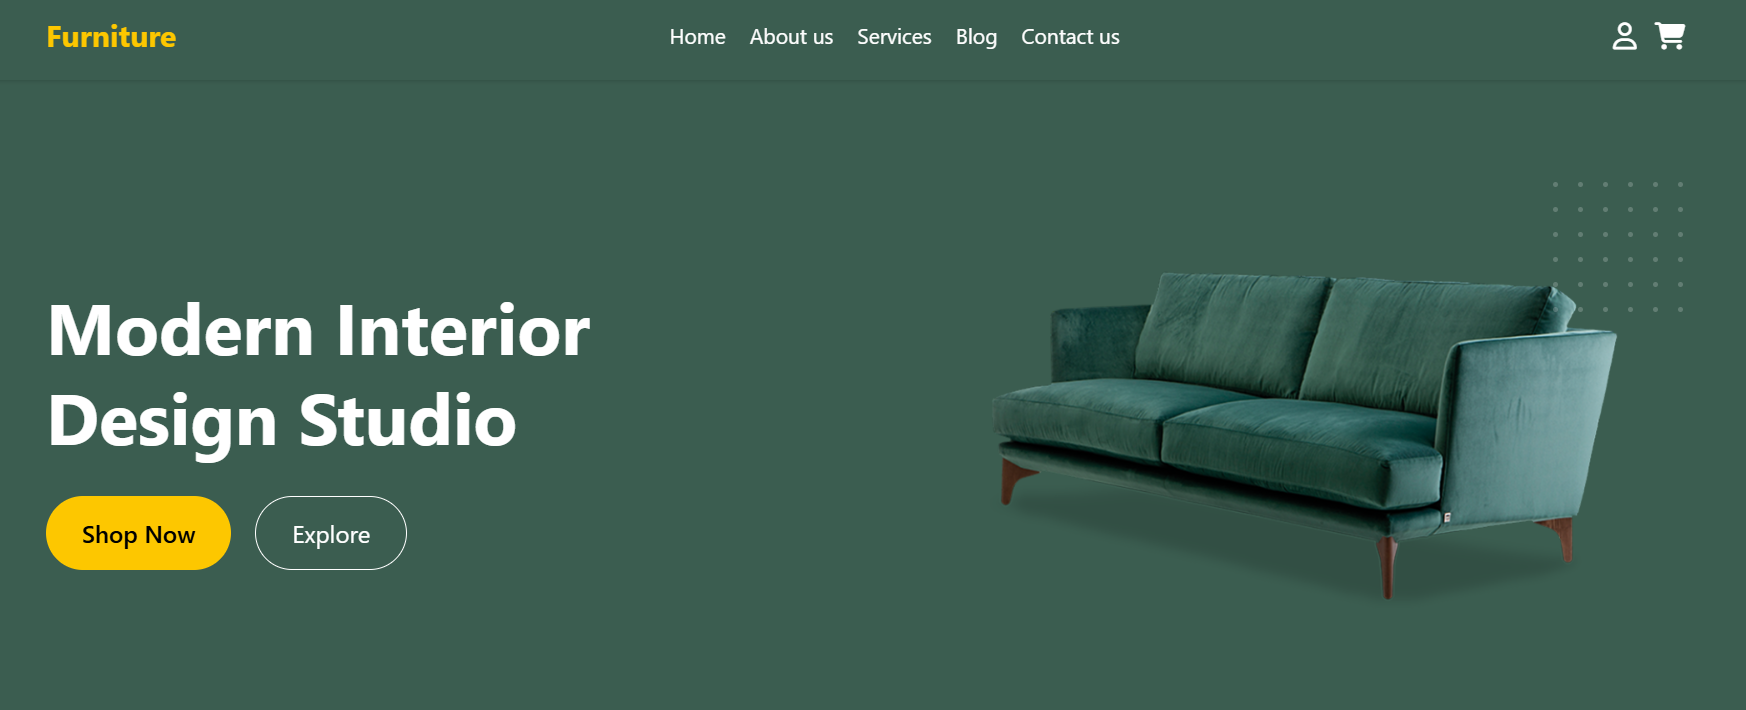 Furniture
Home About us Services Blog Contact us
Modern Interior
Design Studio
Shop Now Explore